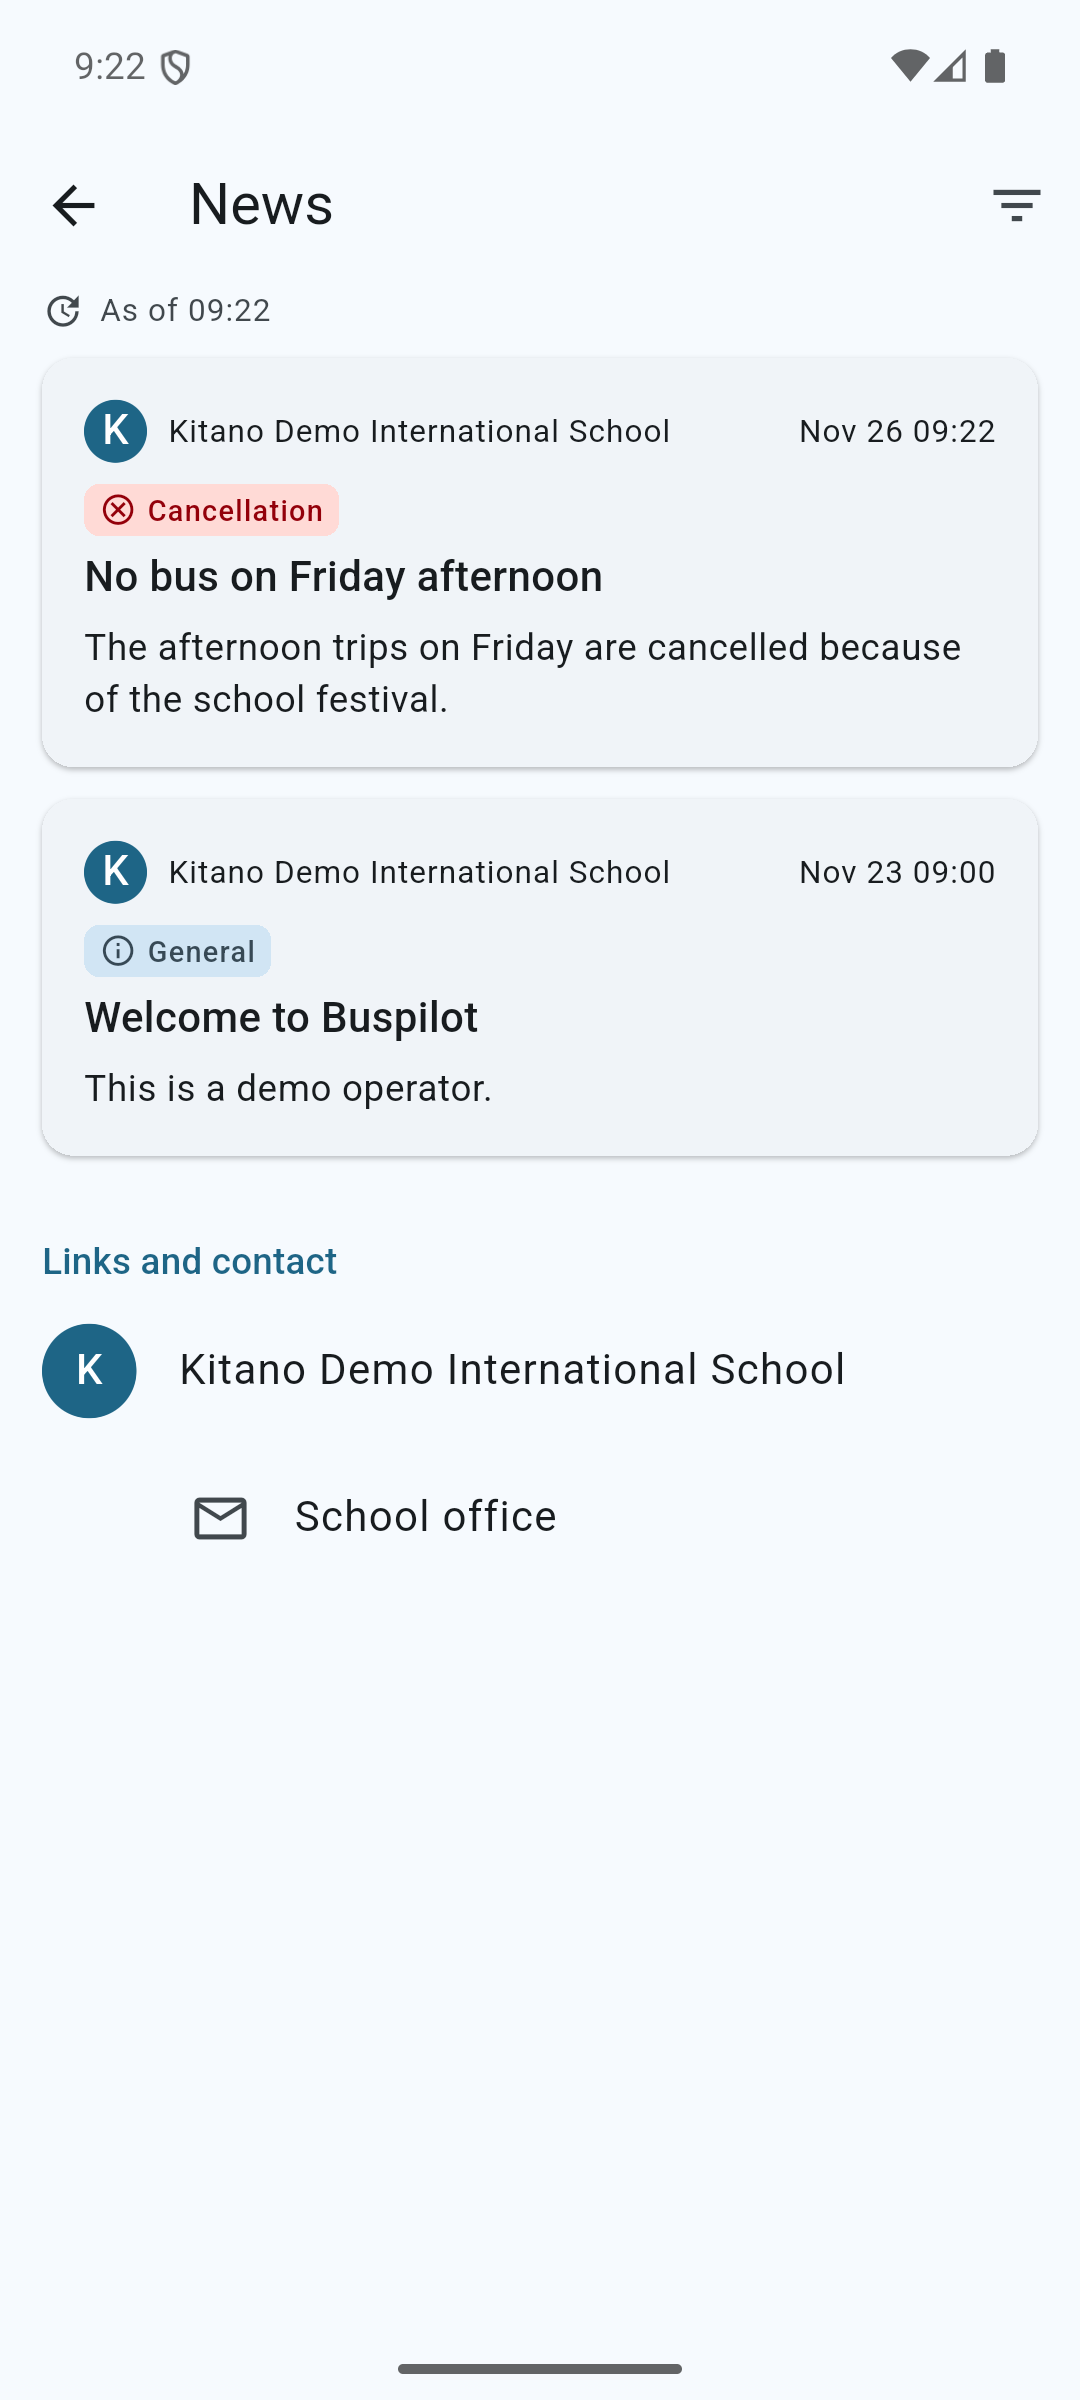 9:22
News
As of 09:22
K Kitano Demo International School Nov 26 09:22
Cancellation
No bus on Friday afternoon
The afternoon trips on Friday are cancelled because
of the school festival.
K Kitano Demo International School Nov 23 09:00
General
Welcome to Buspilot
This is a demo operator.
Links and contact
K Kitano Demo International School
School office